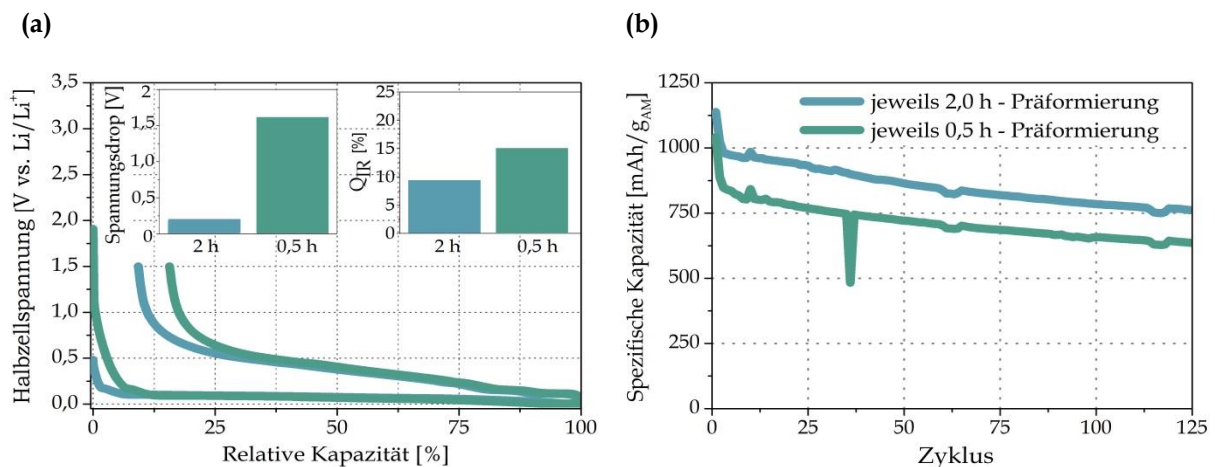 (a)
Halbzellspannung [V vs. Li/Li⁺]
3,5
3,0
2,5
2,0
1,5
1,0
0,5
0,0
0
25
50
75
100
Relative Kapazität [%]
Spannungsdrop [V]
2
1,5
1
0,5
0
2 h
0,5 h
Q_IR [%]
25
20
15
10
5
0
2 h
0,5 h
(b)
Spezifische Kapazität [mAh/g_AM]
1250
1000
750
500
250
0
0
25
50
75
100
125
Zyklus
jeweils 2,0 h - Präformierung
jeweils 0,5 h - Präformierung